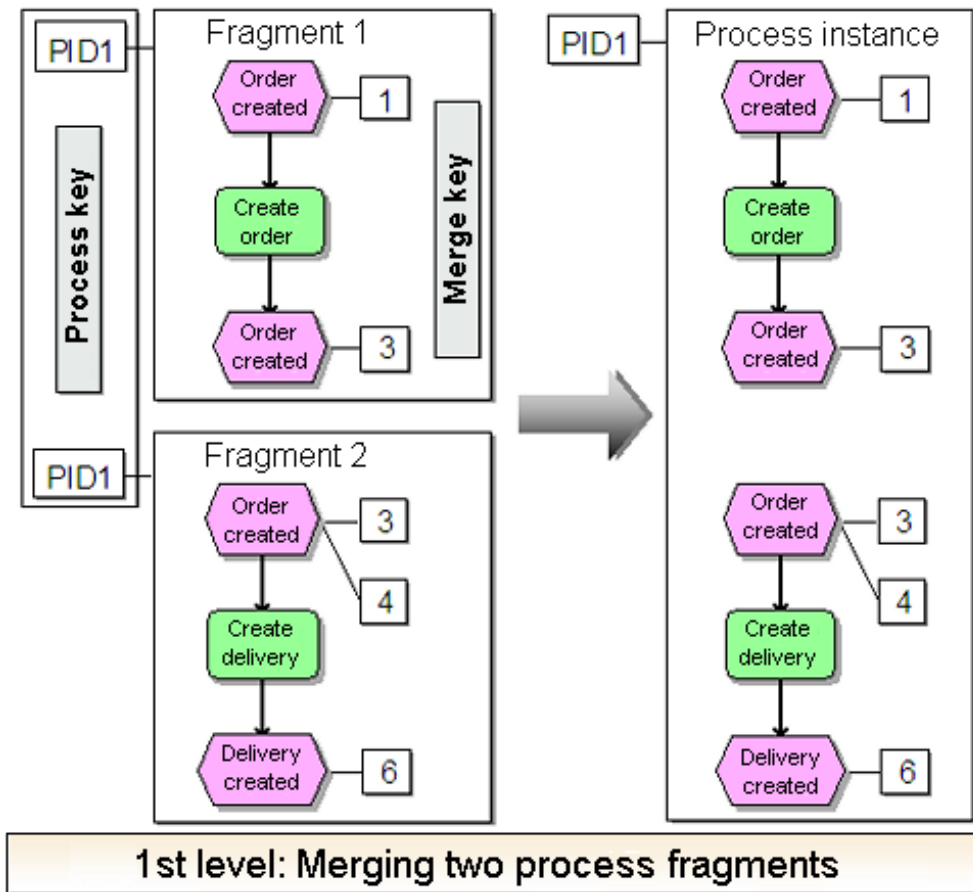 PID1
Process key
PID1
Fragment 1
Order
created
1
Create
order
Merge key
Order
created
3
Fragment 2
Order
created
3
4
Create
delivery
Delivery
created
6
PID1
Process instance
Order
created
1
Create
order
Order
created
3
Order
created
3
4
Create
delivery
Delivery
created
6
1st level: Merging two process fragments